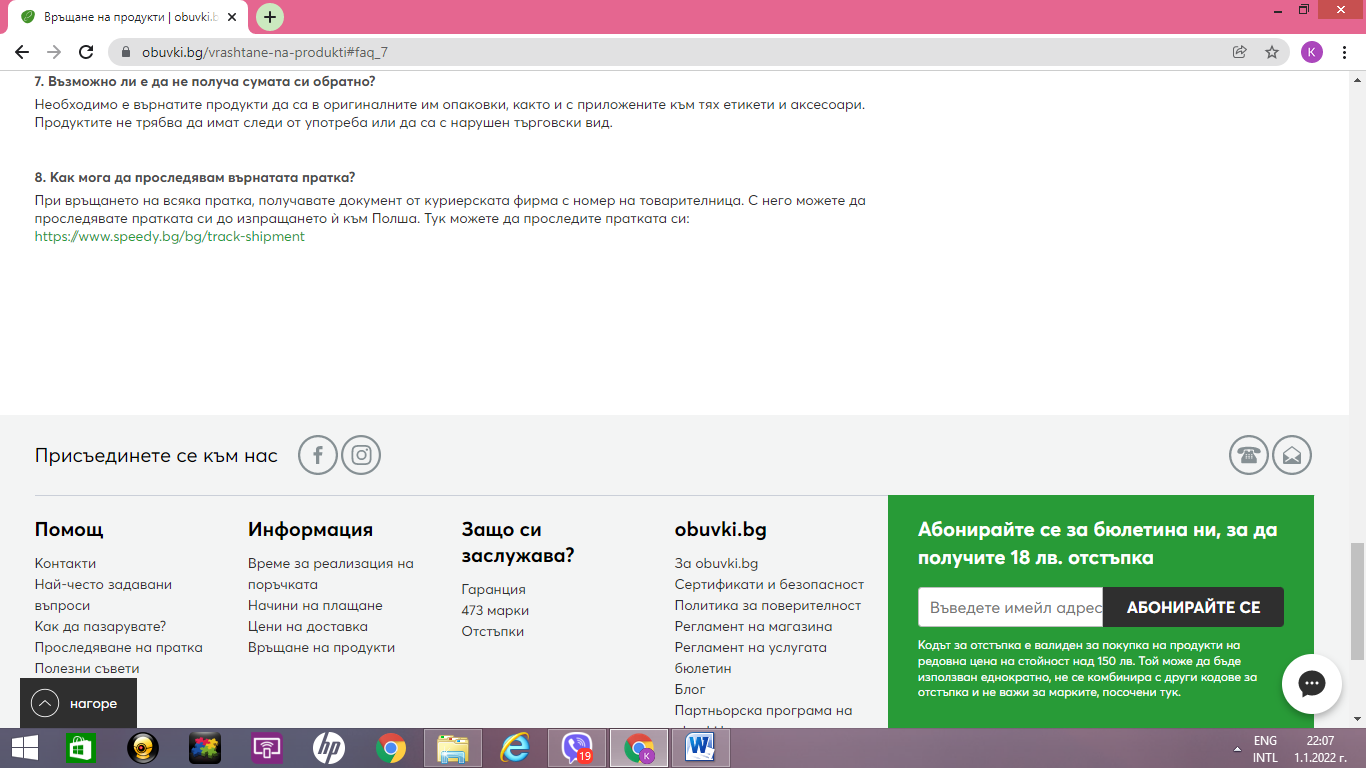 Връщане на продукти | obuvki.b
obuvki.bg/vrashtane-na-produkti#faq_7
K
7. Възможно ли е да не получа сумата си обратно?
Необходимо е върнатите продукти да са в оригиналните им опаковки, както и с приложените към тях етикети и аксесоари.
Продуктите не трябва да имат следи от употреба или да са с нарушен търговски вид.
8. Как мога да проследявам върнатата пратка?
При връщането на всяка пратка, получавате документ от куриерската фирма с номер на товарителница. С него можете да
проследявате пратката си до изпращането ѝ към Полша. Тук можете да проследите пратката си:
https://www.speedy.bg/bg/track-shipment
Присъединете се към нас
Помощ
Контакти
Най-често задавани
въпроси
Как да пазарувате?
Проследяване на пратка
Полезни съвети
нагоре
Информация
Време за реализация на
поръчката
Начини на плащане
Цени на доставка
Връщане на продукти
Защо си
заслужава?
Гаранция
473 марки
Отстъпки
obuvki.bg
За obuvki.bg
Сертификати и безопасност
Политика за поверителност
Регламент на магазина
Регламент на услугата
бюлетин
Блог
Партньорска програма на
Абонирайте се за бюлетина ни, за да
получите 18 лв. отстъпка
Въведете имейл адрес
АБОНИРАЙТЕ СЕ
Кодът за отстъпка е валиден за покупка на продукти на
редовна цена на стойност над 150 лв. Той може да бъде
използван еднократно, не се комбинира с други кодове за
отстъпка и не важи за марките, посочени тук.
hp
19
K
ENG
INTL
22:07
1.1.2022 г.